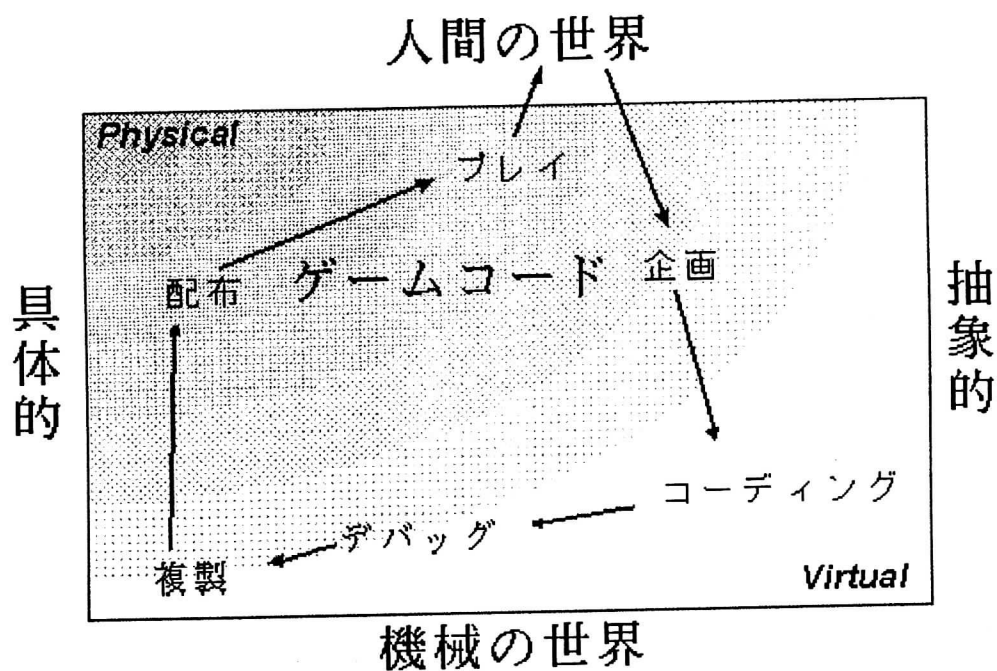 人間の世界
Physical
プレイ
配布
ゲームコード
企画
具体的
抽象的
コーディング
デバッグ
複製
Virtual
機械の世界